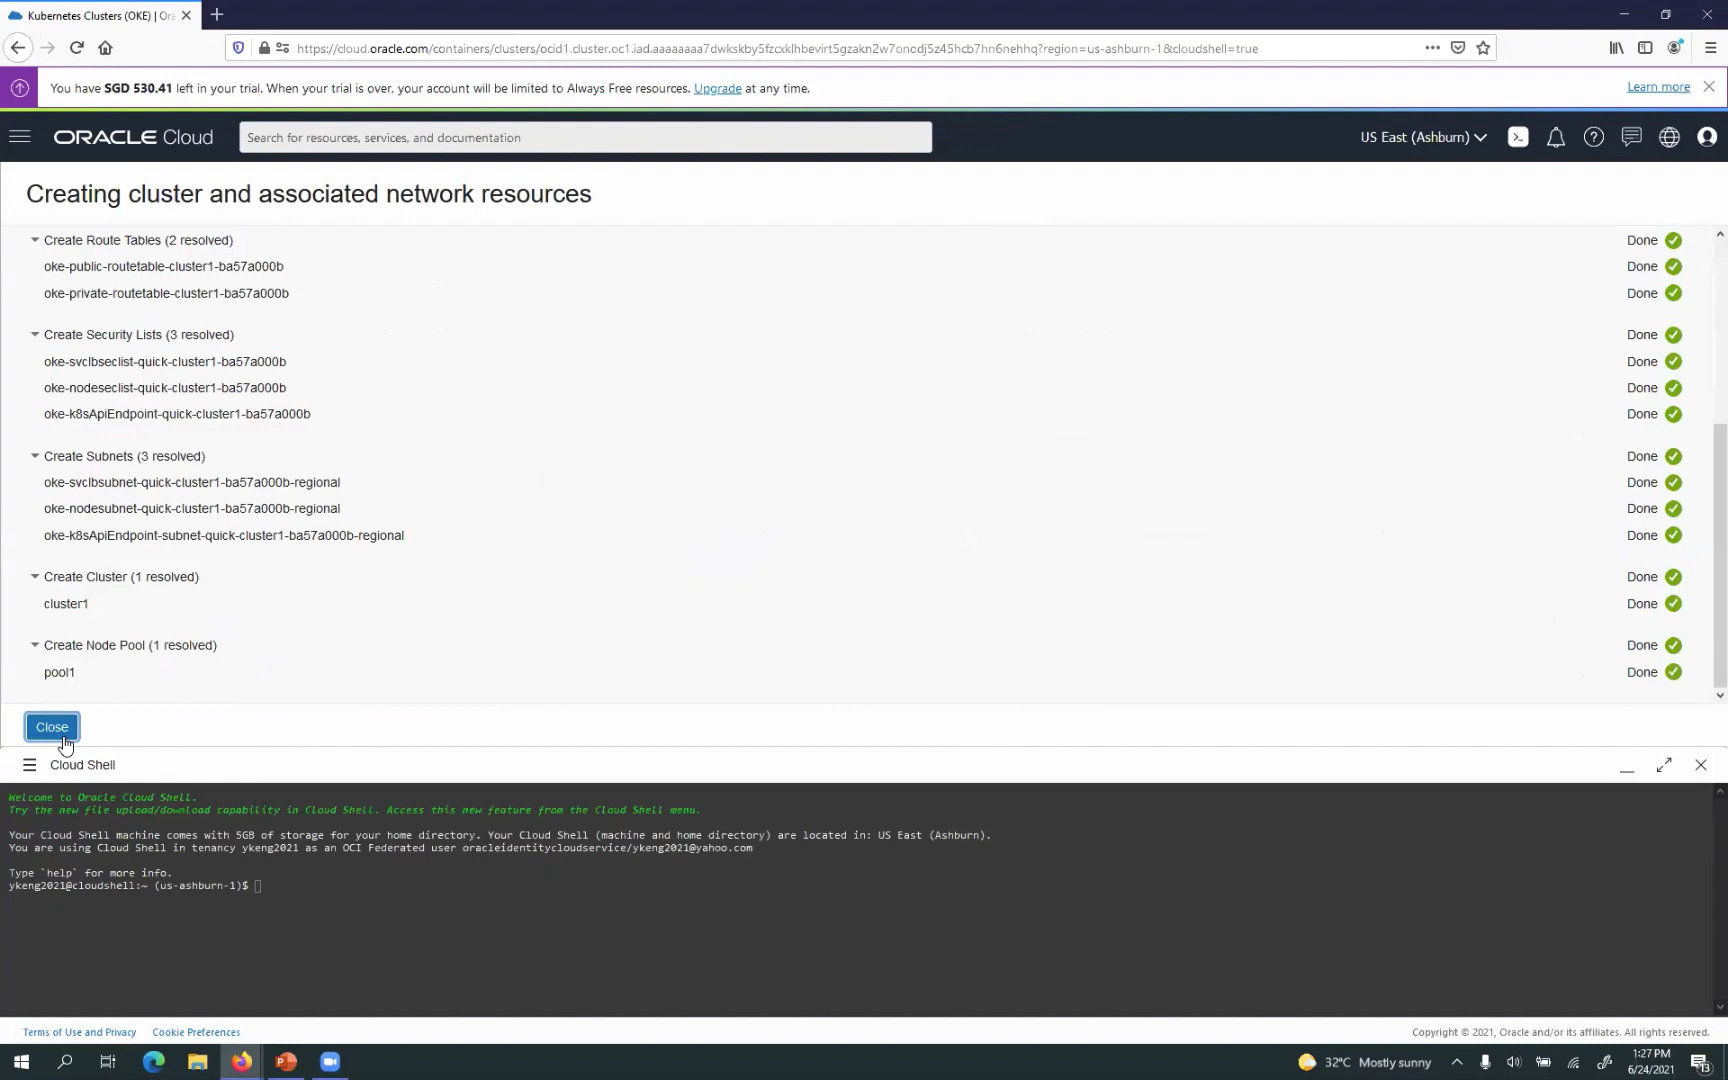 Kubernetes Clusters (OKE) | Ora
https://cloud.oracle.com/containers/clusters/ocid1.cluster.oc1.iad.aaaaaaaa7dwkskby5fzcxklhbevirt5gzakn2w7oncdj5z45hcb7hn6nehhq?region=us-ashburn-1&cloudshell=true
You have SGD 530.41 left in your trial. When your trial is over, your account will be limited to Always Free resources. Upgrade at any time.
Learn more
ORACLE Cloud
Search for resources, services, and documentation
US East (Ashburn)
Creating cluster and associated network resources
Create Route Tables (2 resolved) Done
oke-public-routetable-cluster1-ba57a000b Done
oke-private-routetable-cluster1-ba57a000b Done
Create Security Lists (3 resolved) Done
oke-svclbseclist-quick-cluster1-ba57a000b Done
oke-nodeseclist-quick-cluster1-ba57a000b Done
oke-k8sApiEndpoint-quick-cluster1-ba57a000b Done
Create Subnets (3 resolved) Done
oke-svclbsubnet-quick-cluster1-ba57a000b-regional Done
oke-nodesubnet-quick-cluster1-ba57a000b-regional Done
oke-k8sApiEndpoint-subnet-quick-cluster1-ba57a000b-regional Done
Create Cluster (1 resolved) Done
cluster1 Done
Create Node Pool (1 resolved) Done
pool1 Done
Close
Cloud Shell
Welcome to Oracle Cloud Shell.
Try the new file upload/download capability in Cloud Shell. Access this new feature from the Cloud Shell menu.
Your Cloud Shell machine comes with 5GB of storage for your home directory. Your Cloud Shell (machine and home directory) are located in: US East (Ashburn).
You are using Cloud Shell in tenancy ykeng2021 as an OCI Federated user oracleidentitycloudservice/ykeng2021@yahoo.com
Type `help` for more info.
ykeng2021@cloudshell:~ (us-ashburn-1)$
Terms of Use and Privacy Cookie Preferences
Copyright © 2021, Oracle and/or its affiliates. All rights reserved.
32°C Mostly sunny
1:27 PM
6/24/2021
13